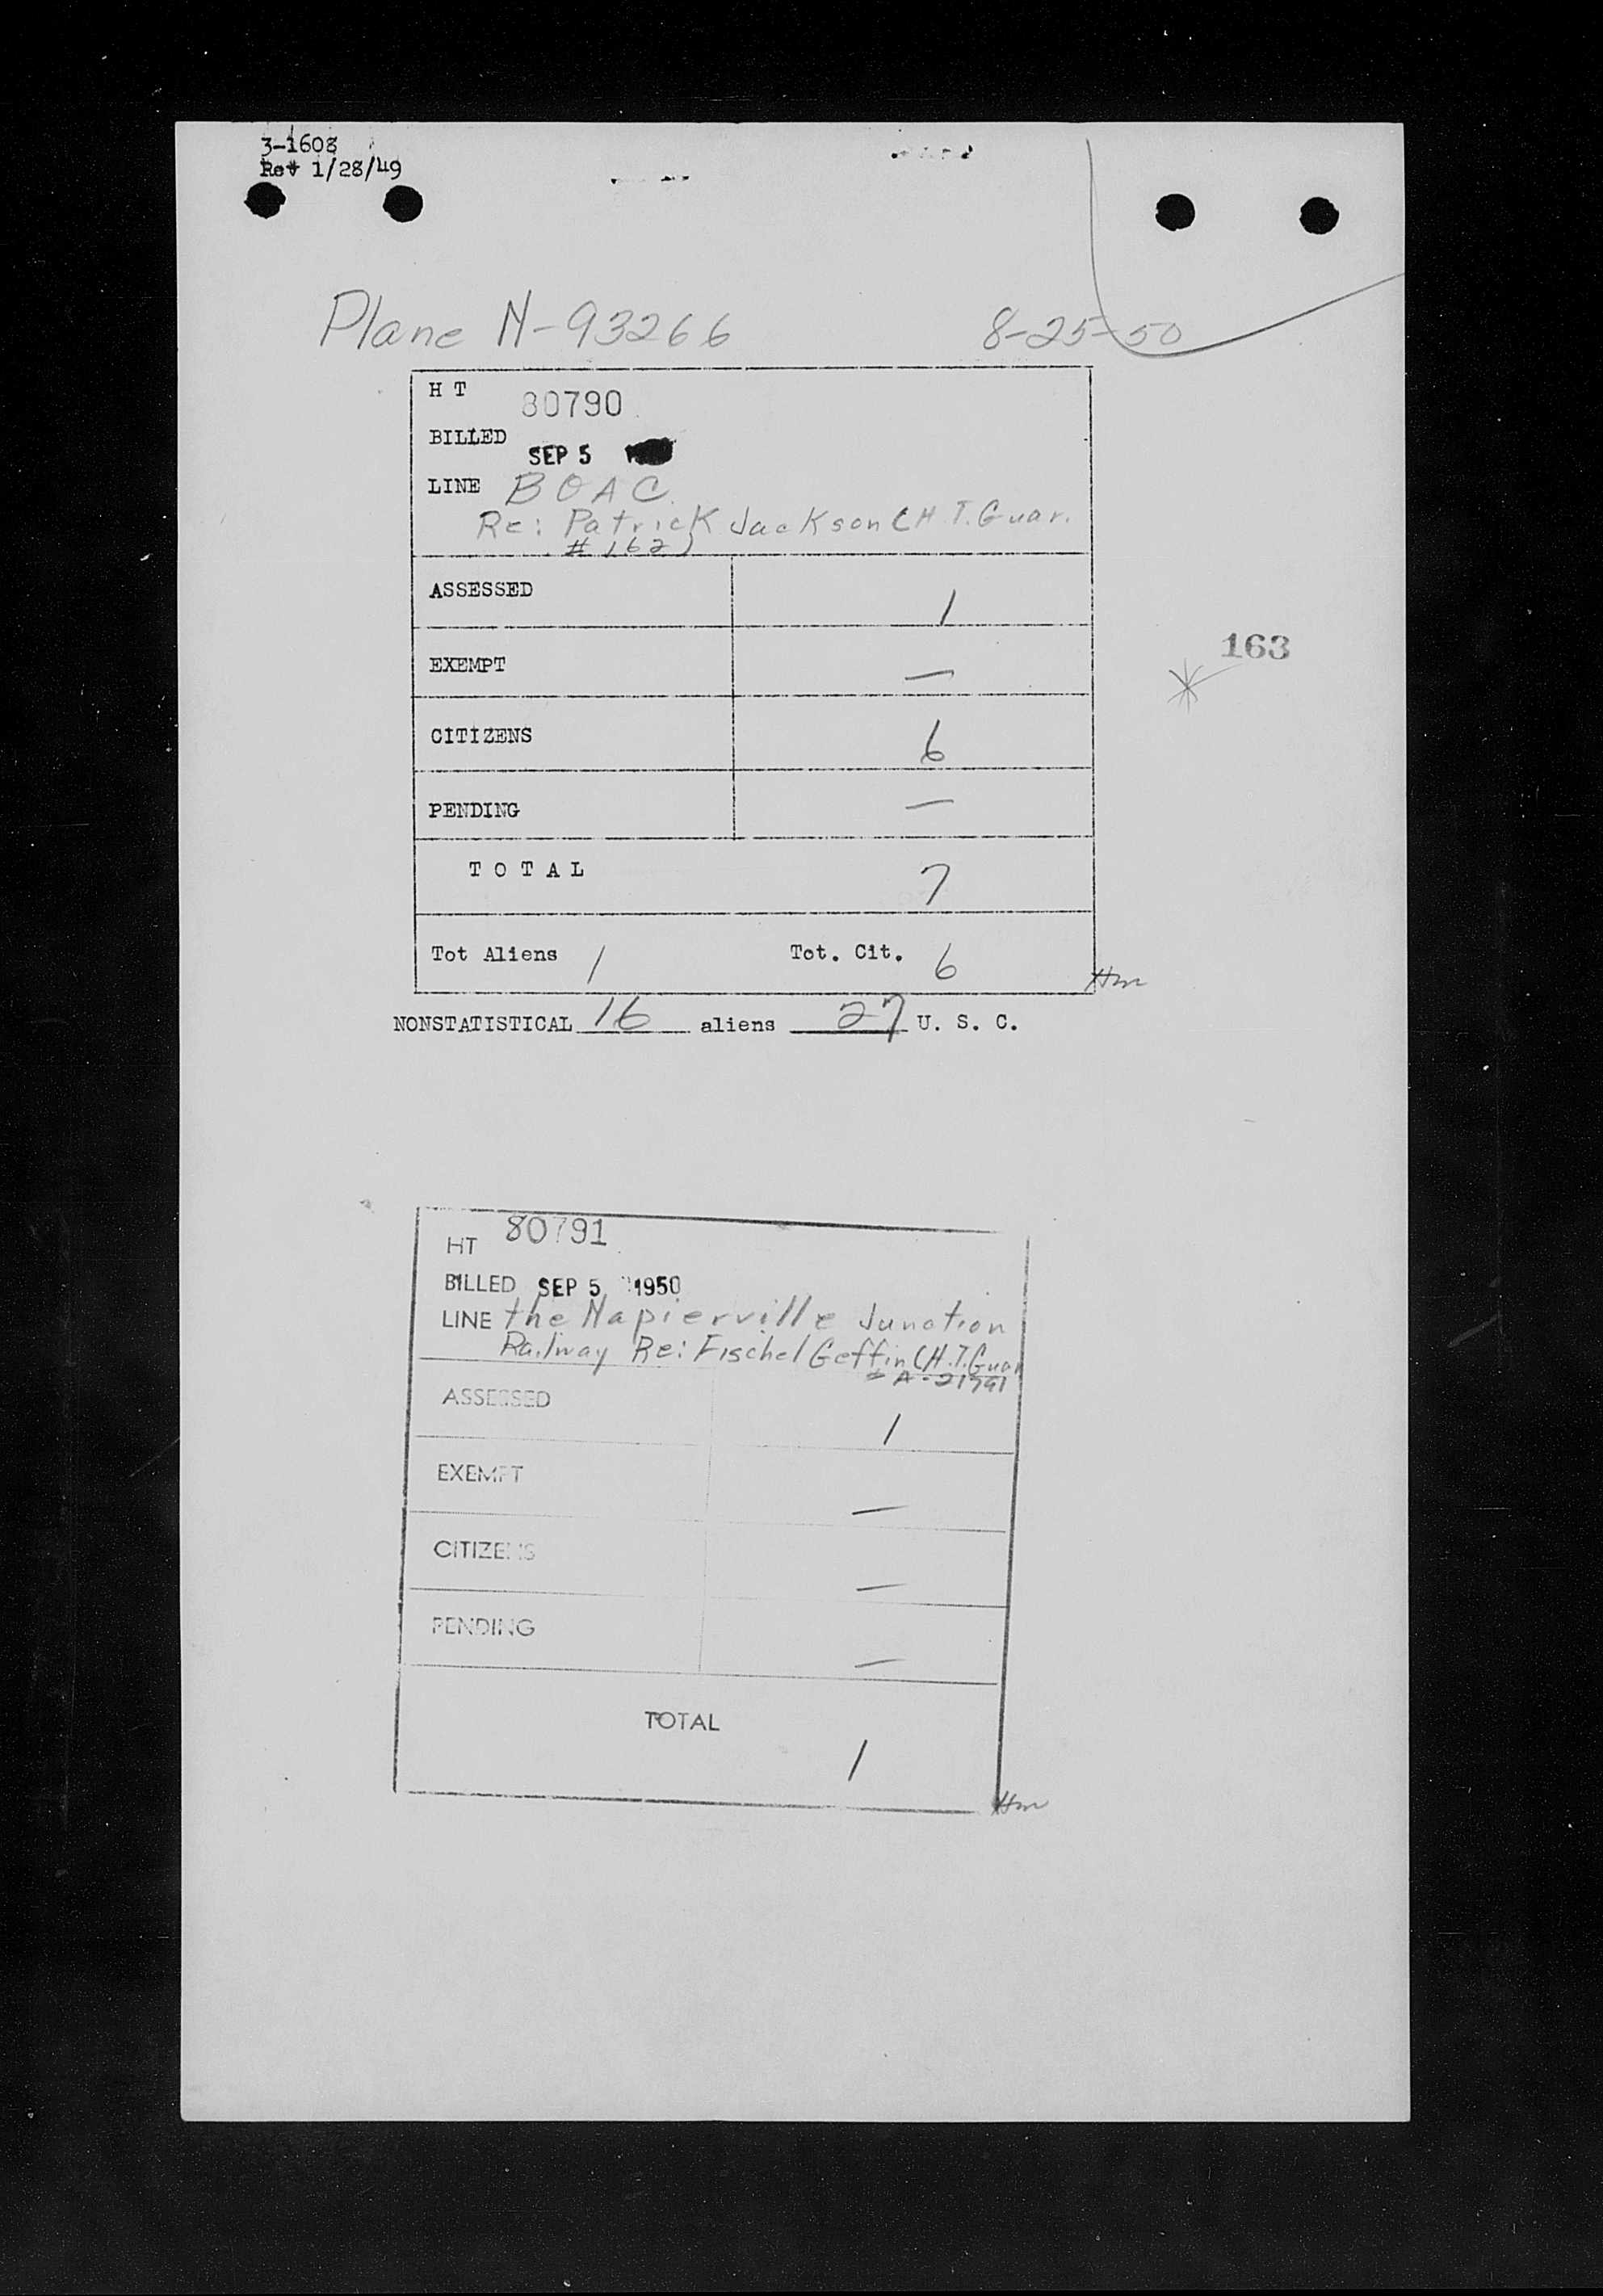 3-1608
Rev 1/28/49
Plane N-93266 8-25-50
H T 80790
BILLED SEP 5
LINE BOAC
Re: Patrick Jackson (H T. Guar.
# 162)
ASSESSED 1
163
EXEMPT —
CITIZENS 6
PENDING —
T O T A L 7
Tot Aliens 1 Tot. Cit. 6
Hm
NONSTATISTICAL 16 aliens 27 U. S. C.
HT 80791
BILLED SEP 5 1950
LINE the Napierville Junction
Railway Re: Fischel Geffin (H.T. Guar
# A-21791
ASSESSED 1
EXEMPT —
CITIZENS —
PENDING —
TOTAL
1
Hm